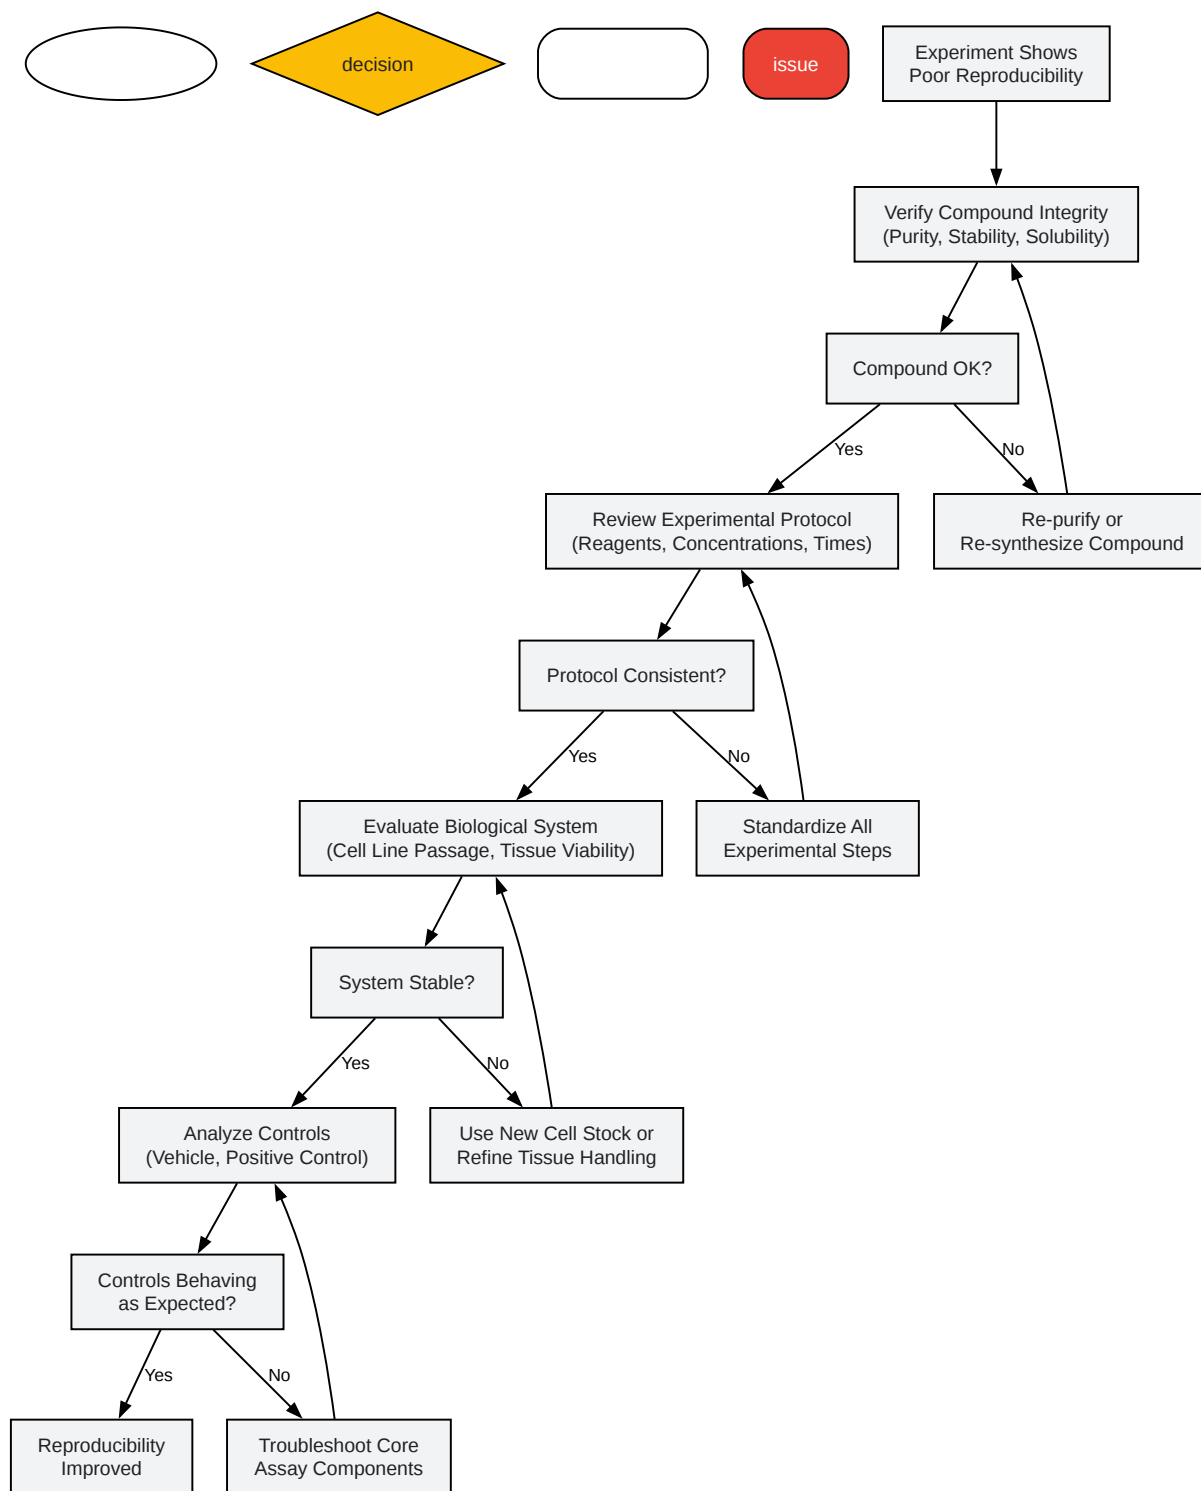 decision
issue
Experiment Shows
Poor Reproducibility
Verify Compound Integrity
(Purity, Stability, Solubility)
Compound OK?
Yes
No
Review Experimental Protocol
(Reagents, Concentrations, Times)
Re-purify or
Re-synthesize Compound
Protocol Consistent?
Yes
No
Evaluate Biological System
(Cell Line Passage, Tissue Viability)
Standardize All
Experimental Steps
System Stable?
Yes
No
Analyze Controls
(Vehicle, Positive Control)
Use New Cell Stock or
Refine Tissue Handling
Controls Behaving
as Expected?
Yes
No
Reproducibility
Improved
Troubleshoot Core
Assay Components